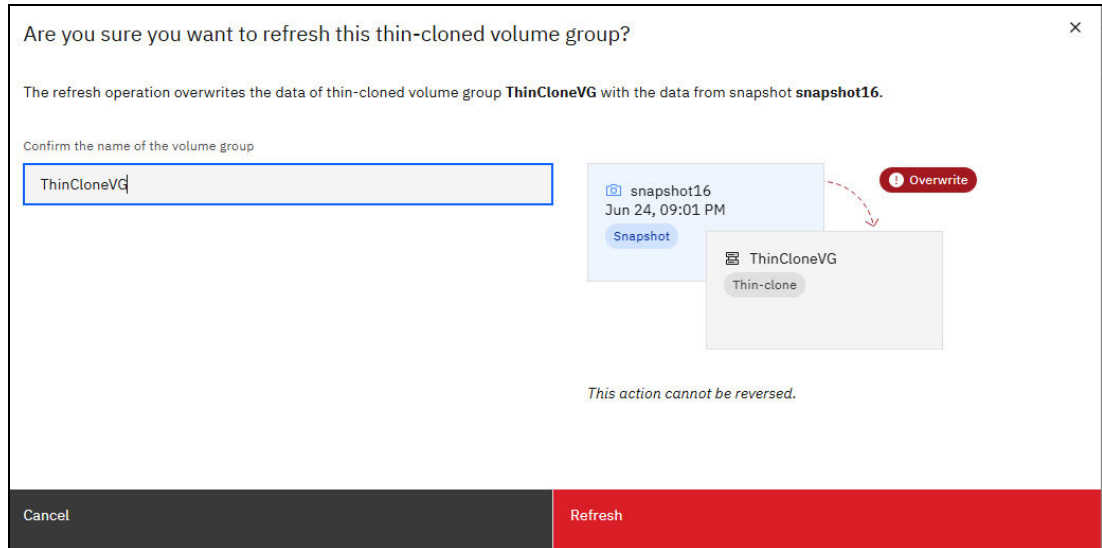 Are you sure you want to refresh this thin-cloned volume group?
The refresh operation overwrites the data of thin-cloned volume group ThinCloneVG with the data from snapshot snapshot16.
Confirm the name of the volume group
ThinCloneVG
snapshot16
Jun 24, 09:01 PM
Snapshot
Overwrite
ThinCloneVG
Thin-clone
This action cannot be reversed.
Cancel
Refresh